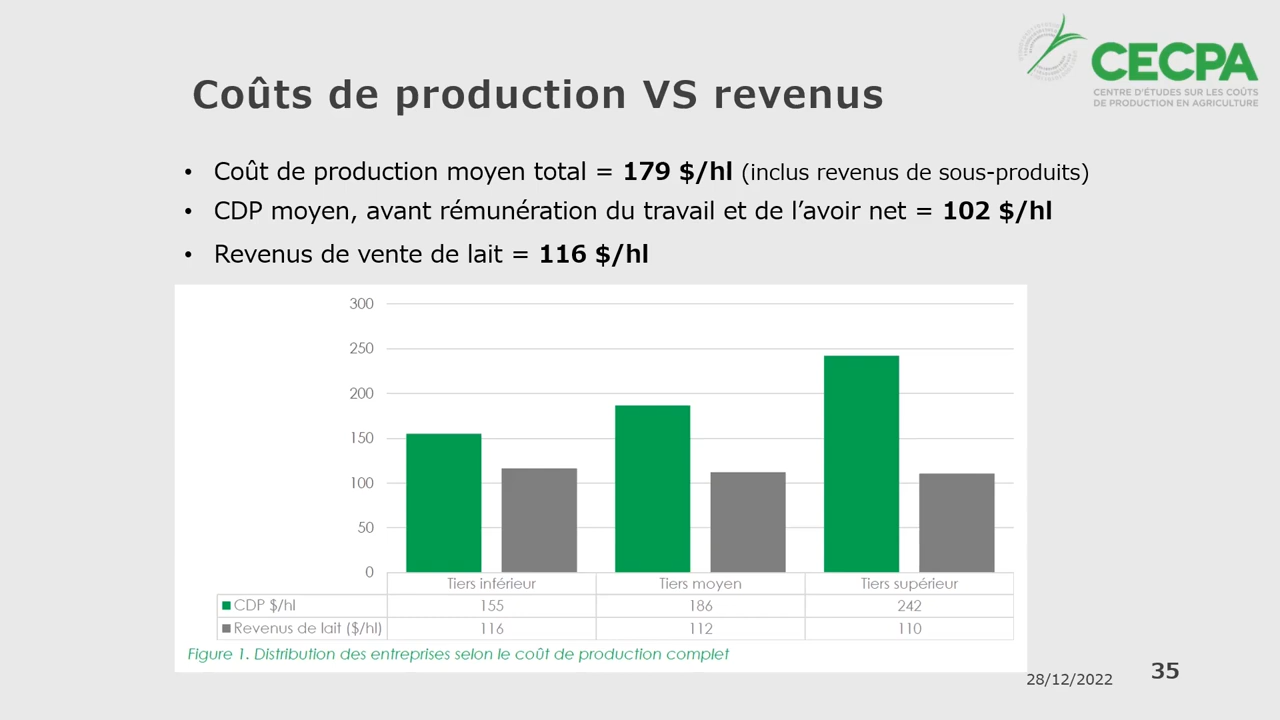 CECPA
CENTRE D'ÉTUDES SUR LES COÛTS
DE PRODUCTION EN AGRICULTURE
Coûts de production VS revenus
• Coût de production moyen total = 179 $/hl (inclus revenus de sous-produits)
• CDP moyen, avant rémunération du travail et de l’avoir net = 102 $/hl
• Revenus de vente de lait = 116 $/hl
300
250
200
150
100
50
0
Tiers inférieur Tiers moyen Tiers supérieur
CDP $/hl 155 186 242
Revenus de lait ($/hl) 116 112 110
Figure 1. Distribution des entreprises selon le coût de production complet
28/12/2022 35